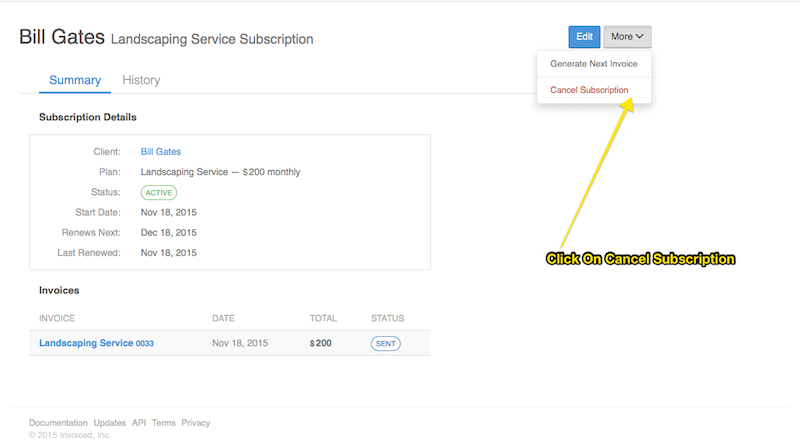 Bill Gates Landscaping Service Subscription
Edit
More
Generate Next Invoice
Cancel Subscription
Summary
History
Subscription Details
Client: Bill Gates
Plan: Landscaping Service — $200 monthly
Status: ACTIVE
Start Date: Nov 18, 2015
Renews Next: Dec 18, 2015
Last Renewed: Nov 18, 2015
Click On Cancel Subscription
Invoices
INVOICE DATE TOTAL STATUS
Landscaping Service 0033 Nov 18, 2015 $200 SENT
Documentation Updates API Terms Privacy
© 2015 Invoiced, Inc.